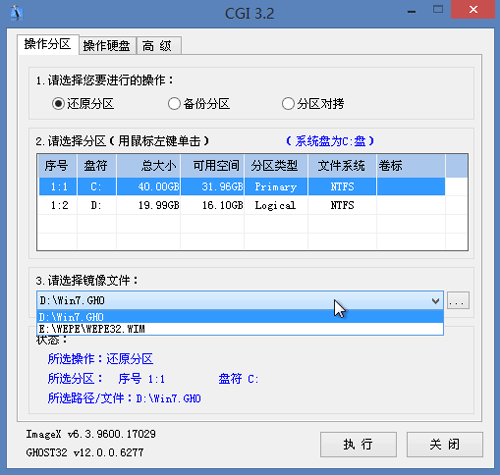 CGI 3.2
操作分区 操作硬盘 高 级
1.请选择您要进行的操作：
还原分区 备份分区 分区对拷
2.请选择分区（用鼠标左键单击） （系统盘为C:盘）
序号 盘符 总大小 可用空间 分区类型 文件系统 卷标
1:1 C: 40.00GB 31.96GB Primary NTFS
1:2 D: 19.99GB 16.10GB Logical NTFS
3.请选择镜像文件：
D:\Win7.GHO ...
D:\Win7.GHO
E:\WEPE\WEPE32.WIM
状态：
所选操作：还原分区
所选分区： 序号 1:1 盘符 C:
所选路径/文件：D:\Win7.GHO
ImageX v6.3.9600.17029
GHOST32 v12.0.0.6277
执 行 关 闭